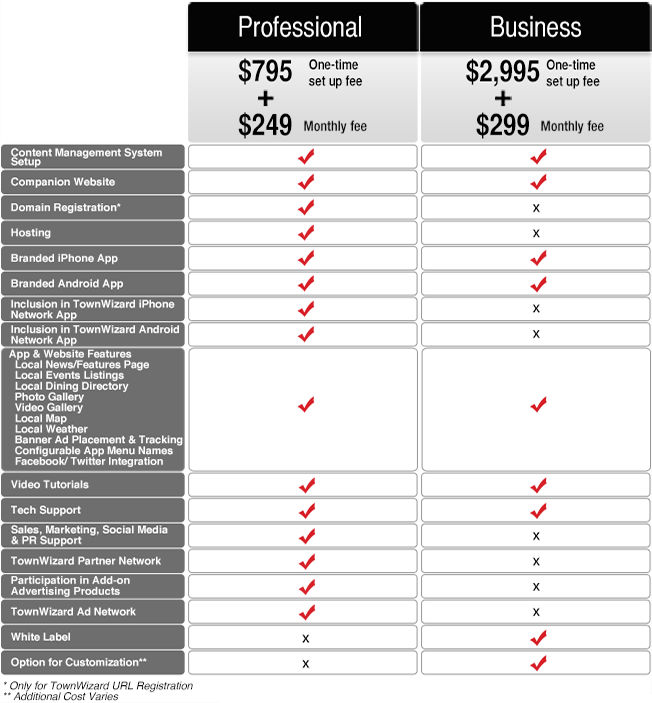 Professional
Business
$795 One-time set up fee
+
$249 Monthly fee
$2,995 One-time set up fee
+
$299 Monthly fee
Content Management System
Setup
Companion Website
Domain Registration*
x
Hosting
x
Branded iPhone App
Branded Android App
Inclusion in TownWizard iPhone
Network App
x
Inclusion in TownWizard Android
Network App
x
App & Website Features
Local News/Features Page
Local Events Listings
Local Dining Directory
Photo Gallery
Video Gallery
Local Map
Local Weather
Banner Ad Placement & Tracking
Configurable App Menu Names
Facebook/ Twitter Integration
Video Tutorials
Tech Support
Sales, Marketing, Social Media
& PR Support
x
TownWizard Partner Network
x
Participation in Add-on
Advertising Products
x
TownWizard Ad Network
x
White Label
x
Option for Customization**
x
* Only for TownWizard URL Registration
** Additional Cost Varies